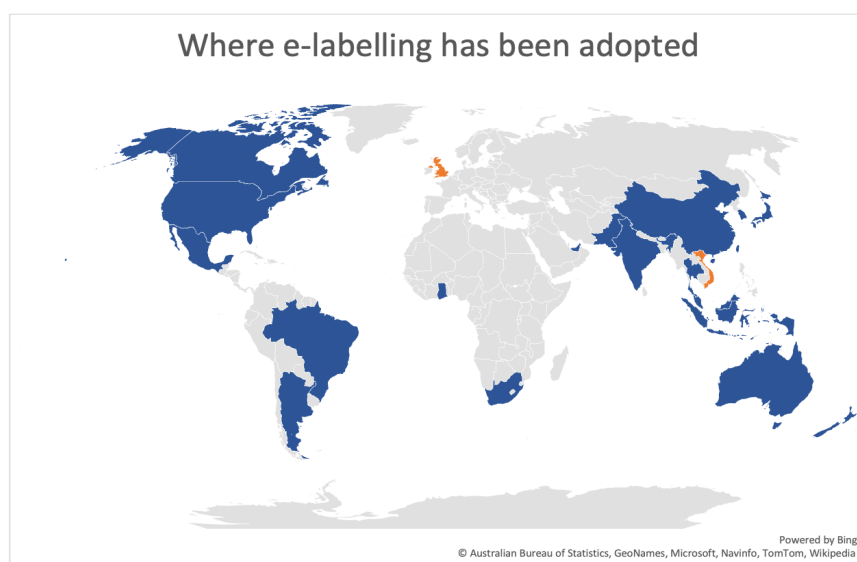 Where e-labelling has been adopted
Powered by Bing
© Australian Bureau of Statistics, GeoNames, Microsoft, Navinfo, TomTom, Wikipedia